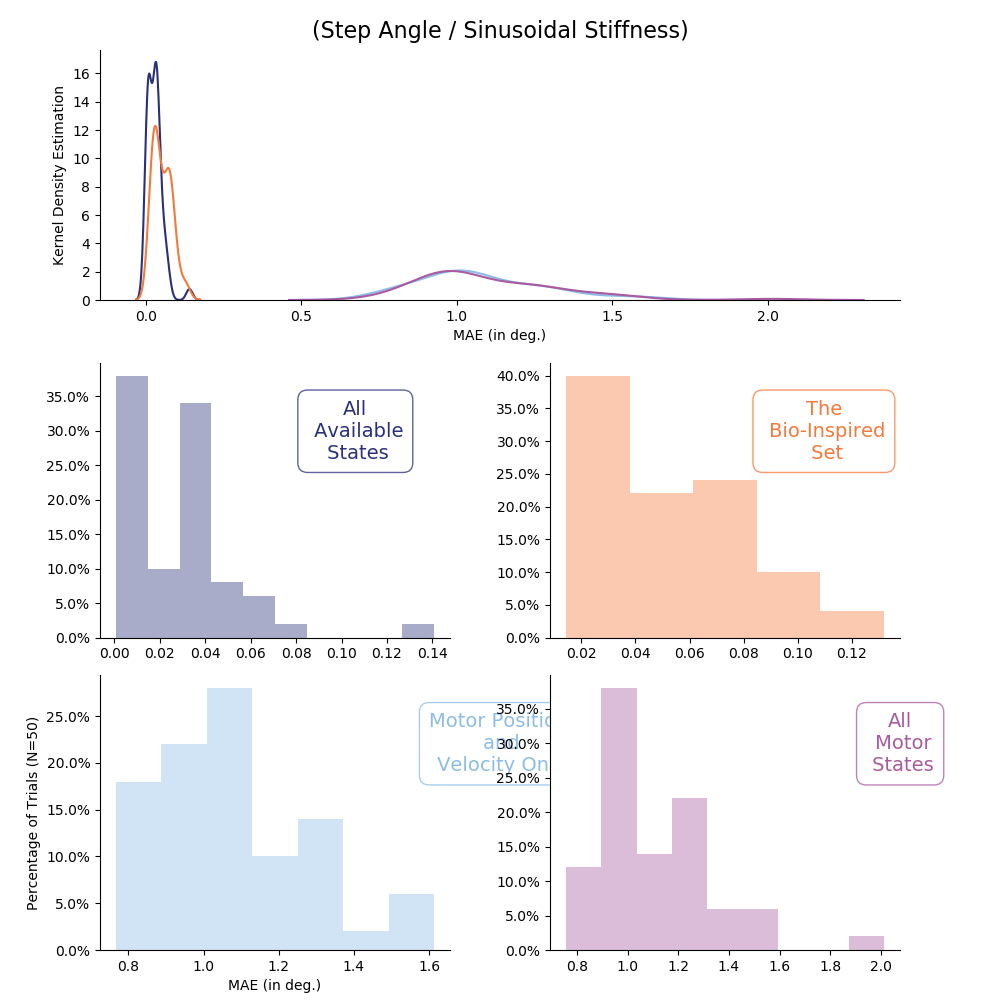 (Step Angle / Sinusoidal Stiffness)
Kernel Density Estimation
16
14
12
10
8
6
4
2
0
0.0 0.5 1.0 1.5 2.0
MAE (in deg.)
35.0%
30.0%
25.0%
20.0%
15.0%
10.0%
5.0%
0.0%
All
Available
States
0.00 0.02 0.04 0.06 0.08 0.10 0.12 0.14
40.0%
35.0%
30.0%
25.0%
20.0%
15.0%
10.0%
5.0%
0.0%
The
Bio-Inspired
Set
0.02 0.04 0.06 0.08 0.10 0.12
Percentage of Trials (N=50)
25.0%
20.0%
15.0%
10.0%
5.0%
0.0%
Motor Positio
and
Velocity On
0.8 1.0 1.2 1.4 1.6
MAE (in deg.)
35.0%
30.0%
25.0%
20.0%
15.0%
10.0%
5.0%
0.0%
All
Motor
States
0.8 1.0 1.2 1.4 1.6 1.8 2.0